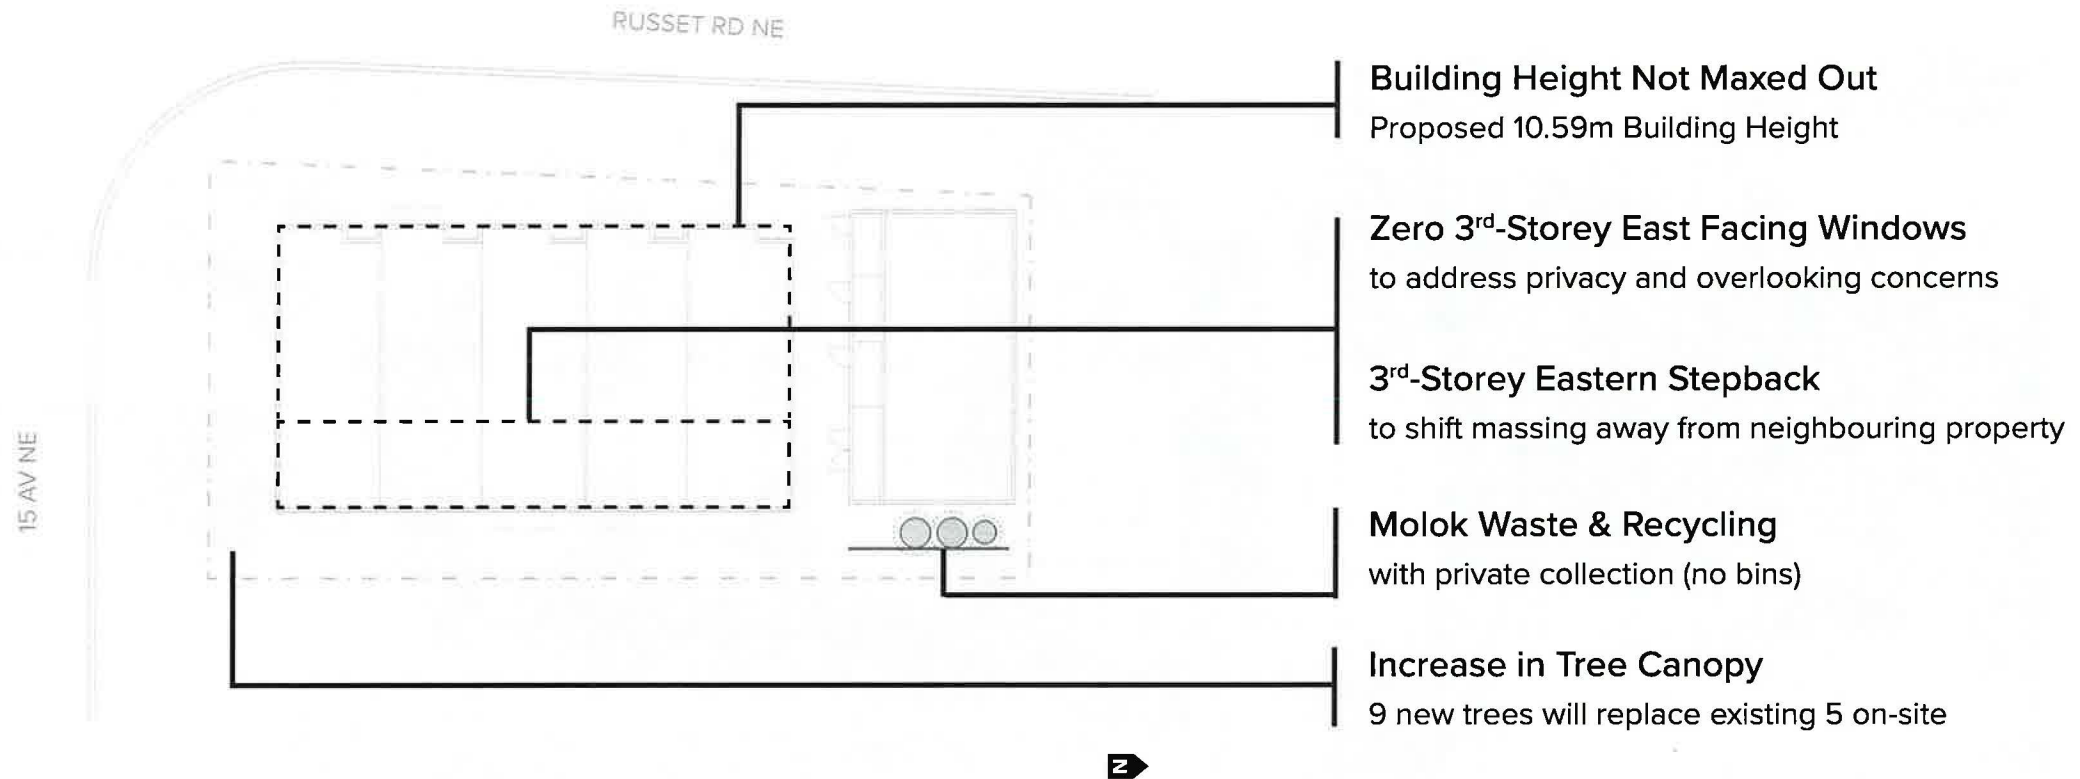 RUSSET RD NE
Building Height Not Maxed Out
Proposed 10.59m Building Height
Zero 3rd-Storey East Facing Windows
to address privacy and overlooking concerns
3rd-Storey Eastern Stepback
to shift massing away from neighbouring property
15 AV NE
Molok Waste & Recycling
with private collection (no bins)
Increase in Tree Canopy
9 new trees will replace existing 5 on-site
N